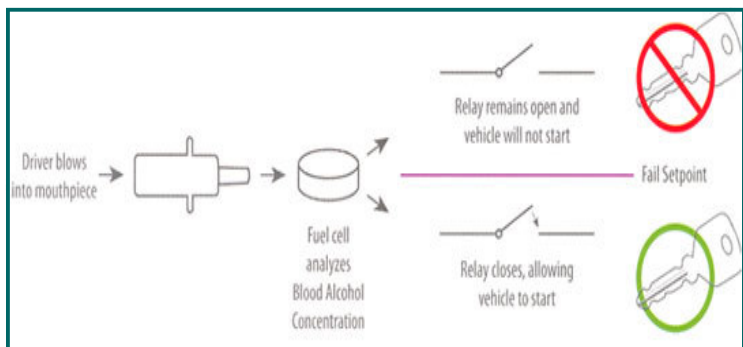 Driver blows
into mouthpiece
Fuel cell
analyzes
Blood Alcohol
Concentration
Relay remains open and
vehicle will not start
Fail Setpoint
Relay closes, allowing
vehicle to start